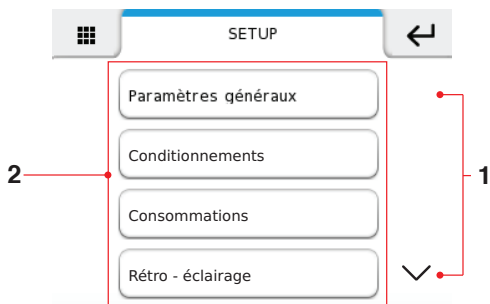 SETUP
Paramètres généraux
Conditionnements
2
1
Consommations
Rétro - éclairage